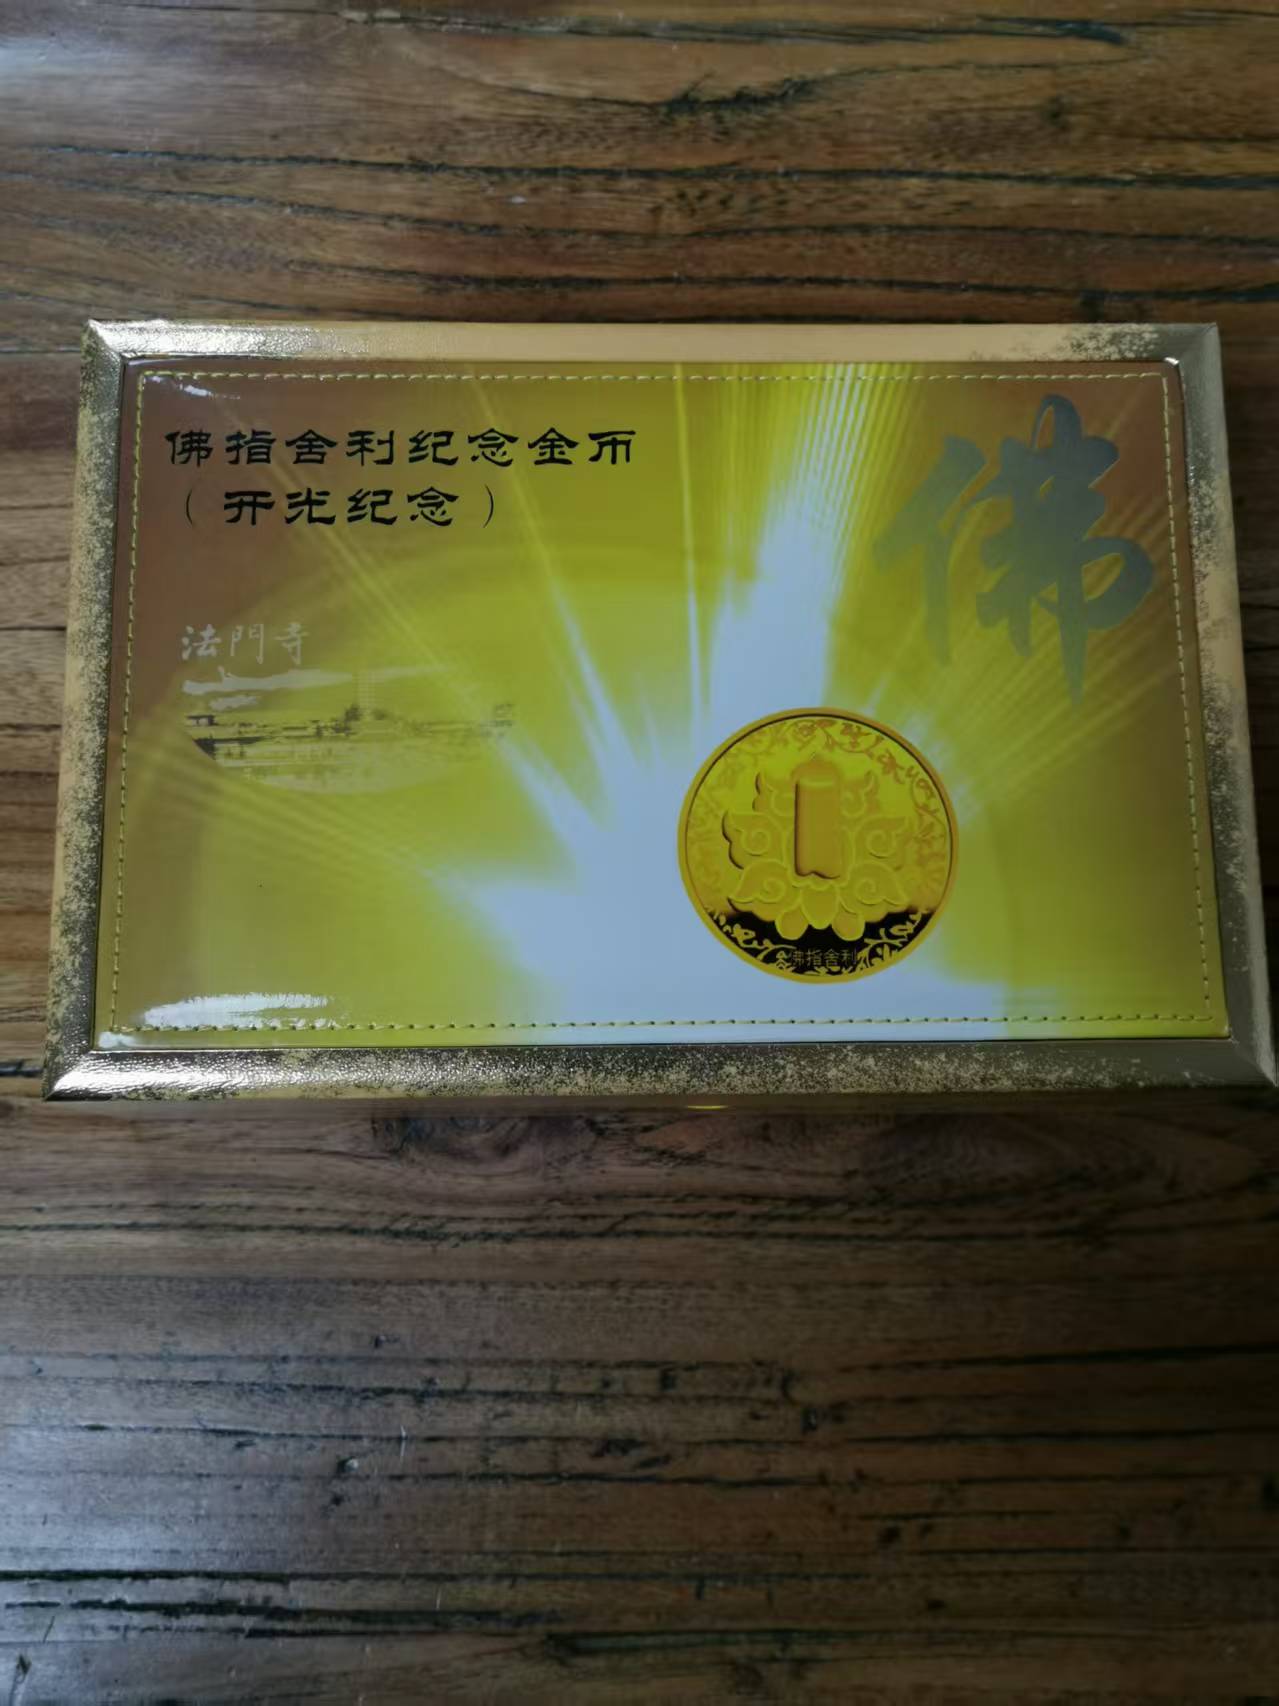 佛指舍利纪念金币
（开光纪念）
佛
法門寺
佛指舍利